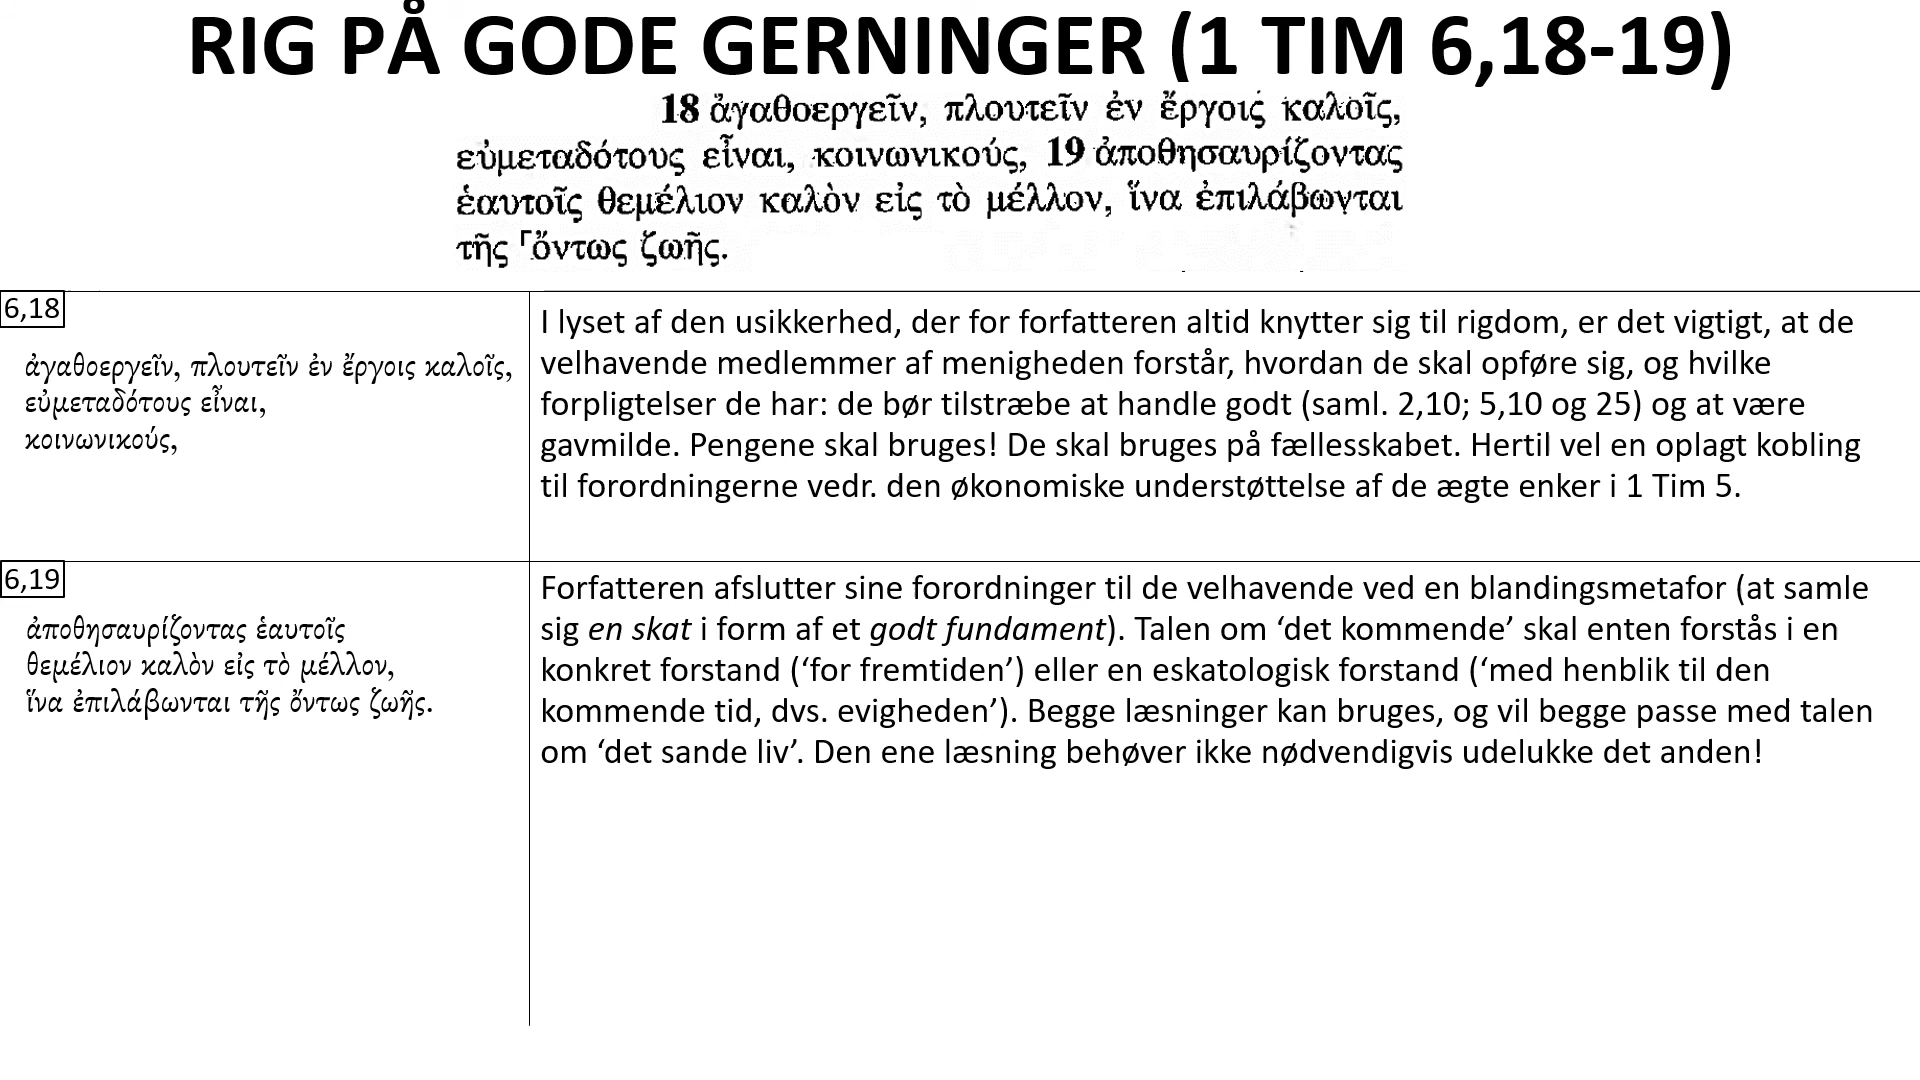 RIG PÅ GODE GERNINGER (1 TIM 6,18-19)
18 ἀγαθοεργεῖν, πλουτεῖν ἐν ἔργοις καλοῖς,
εὐμεταδότους εἶναι, κοινωνικούς, 19 ἀποθησαυρίζοντας
ἑαυτοῖς θεμέλιον καλὸν εἰς τὸ μέλλον, ἵνα ἐπιλάβωνται
τῆς ⸀ὄντως ζωῆς.
6,18
ἀγαθοεργεῖν, πλουτεῖν ἐν ἔργοις καλοῖς,
εὐμεταδότους εἶναι,
κοινωνικούς,
I lyset af den usikkerhed, der for forfatteren altid knytter sig til rigdom, er det vigtigt, at de
velhavende medlemmer af menigheden forstår, hvordan de skal opføre sig, og hvilke
forpligtelser de har: de bør tilstræbe at handle godt (saml. 2,10; 5,10 og 25) og at være
gavmilde. Pengene skal bruges! De skal bruges på fællesskabet. Hertil vel en oplagt kobling
til forordningerne vedr. den økonomiske understøttelse af de ægte enker i 1 Tim 5.
6,19
ἀποθησαυρίζοντας ἑαυτοῖς
θεμέλιον καλὸν εἰς τὸ μέλλον,
ἵνα ἐπιλάβωνται τῆς ὄντως ζωῆς.
Forfatteren afslutter sine forordninger til de velhavende ved en blandingsmetafor (at samle
sig en skat i form af et godt fundament). Talen om ‘det kommende’ skal enten forstås i en
konkret forstand (‘for fremtiden’) eller en eskatologisk forstand (‘med henblik til den
kommende tid, dvs. evigheden’). Begge læsninger kan bruges, og vil begge passe med talen
om ‘det sande liv’. Den ene læsning behøver ikke nødvendigvis udelukke det anden!